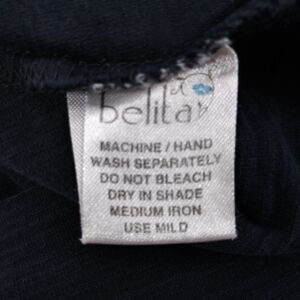 belita
MACHINE / HAND
WASH SEPARATELY
DO NOT BLEACH
DRY IN SHADE
MEDIUM IRON
USE MILD